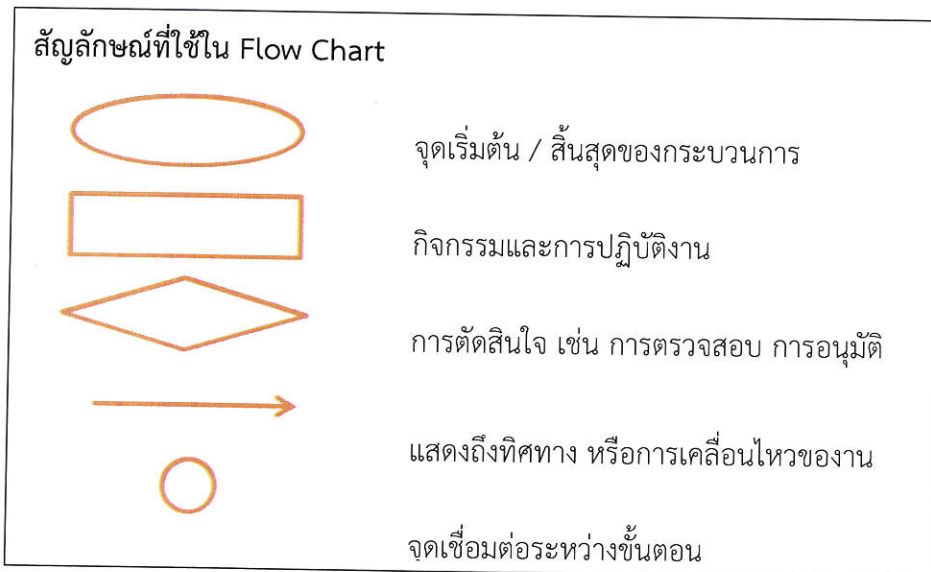 สัญลักษณ์ที่ใช้ใน Flow Chart
จุดเริ่มต้น / สิ้นสุดของกระบวนการ
กิจกรรมและการปฏิบัติงาน
การตัดสินใจ เช่น การตรวจสอบ การอนุมัติ
แสดงถึงทิศทาง หรือการเคลื่อนไหวของงาน
จุดเชื่อมต่อระหว่างขั้นตอน